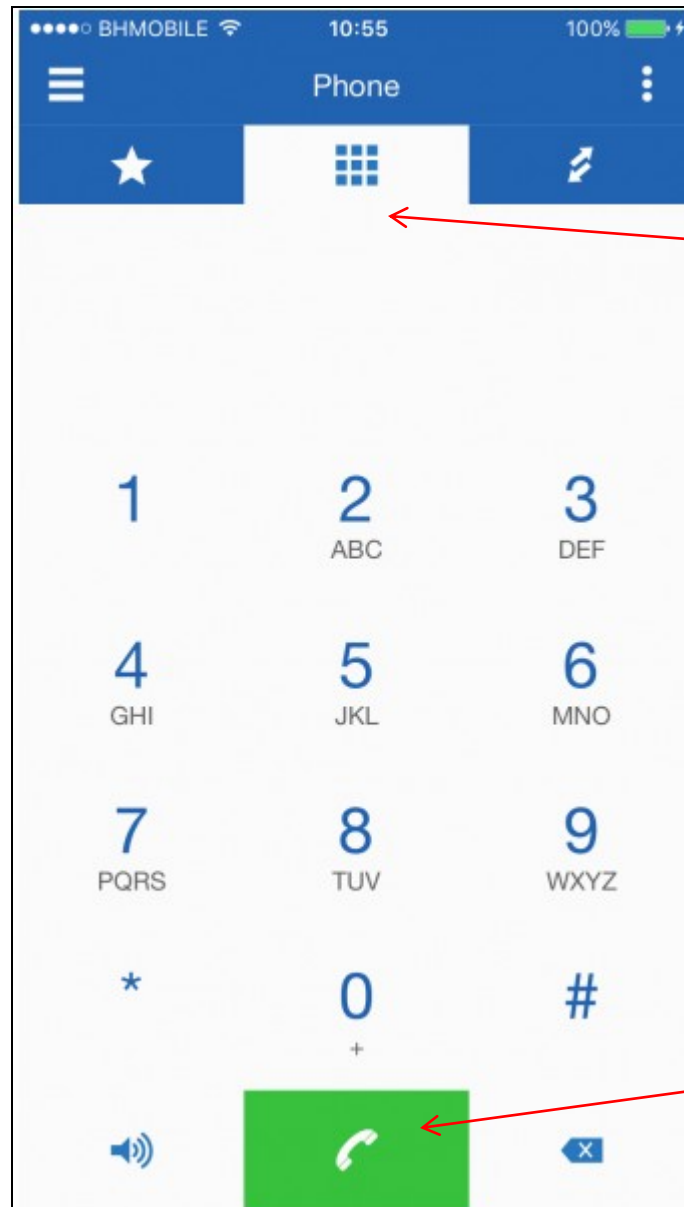 BHMOBILE 10:55 100%
Phone
1 2 3
ABC DEF
4 5 6
GHI JKL MNO
7 8 9
PQRS TUV WXYZ
* 0 #
+